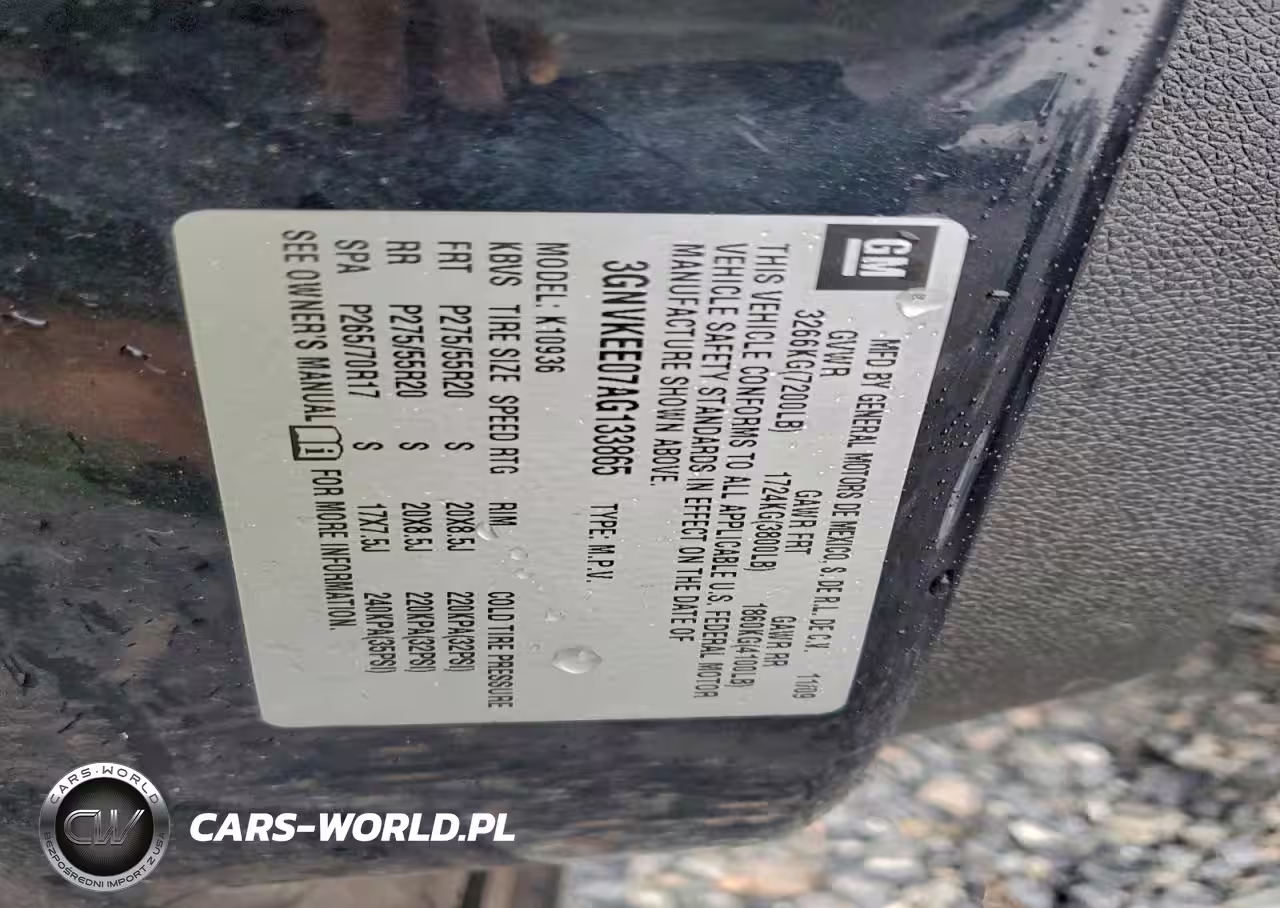 GM
MFD BY GENERAL MOTORS DE MEXICO, S. DE R.L. DE C.V. 11/09
GVWR GAWR FRT GAWR RR
3266KG(7200LB) 1724KG(3800LB) 1860KG(4100LB)
THIS VEHICLE CONFORMS TO ALL APPLICABLE U.S. FEDERAL MOTOR
VEHICLE SAFETY STANDARDS IN EFFECT ON THE DATE OF
MANUFACTURE SHOWN ABOVE.
3GNVKEE07AG133865 TYPE: M.P.V.
MODEL: K10936
KBVS TIRE SIZE SPEED RTG RIM COLD TIRE PRESSURE
FRT P275/55R20 S 20X8.5J 220KPA(32PSI)
RR P275/55R20 S 20X8.5J 220KPA(32PSI)
SPA P265/70R17 S 17X7.5J 240KPA(35PSI)
SEE OWNER'S MANUAL FOR MORE INFORMATION.
CARS-WORLD
CW
BEZPOŚREDNI IMPORT Z USA
CARS-WORLD.PL